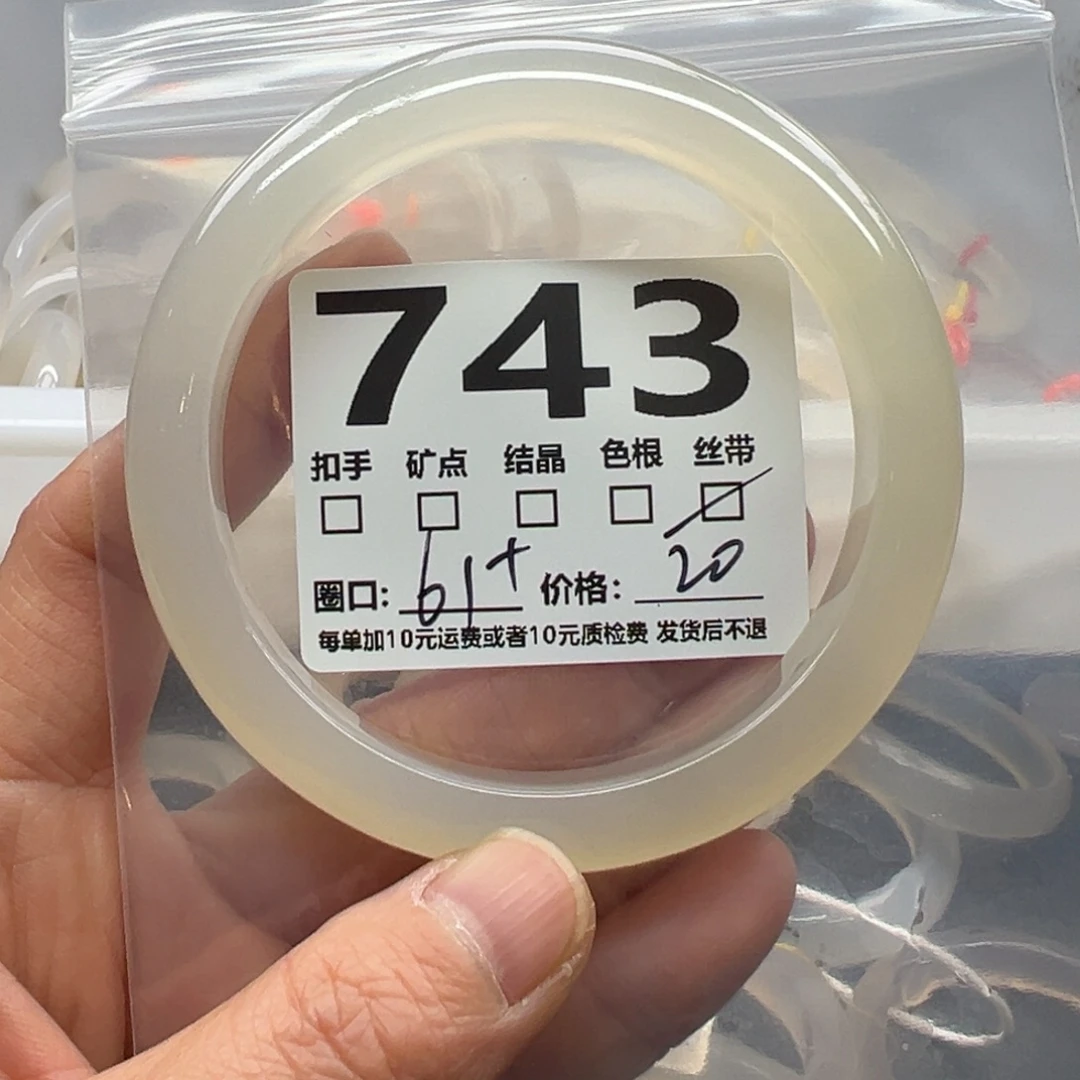 743
扣手 矿点 结晶 色根 丝带
圈口: 61+ 价格: 20
每单加10元运费或者10元质检费 发货后不退